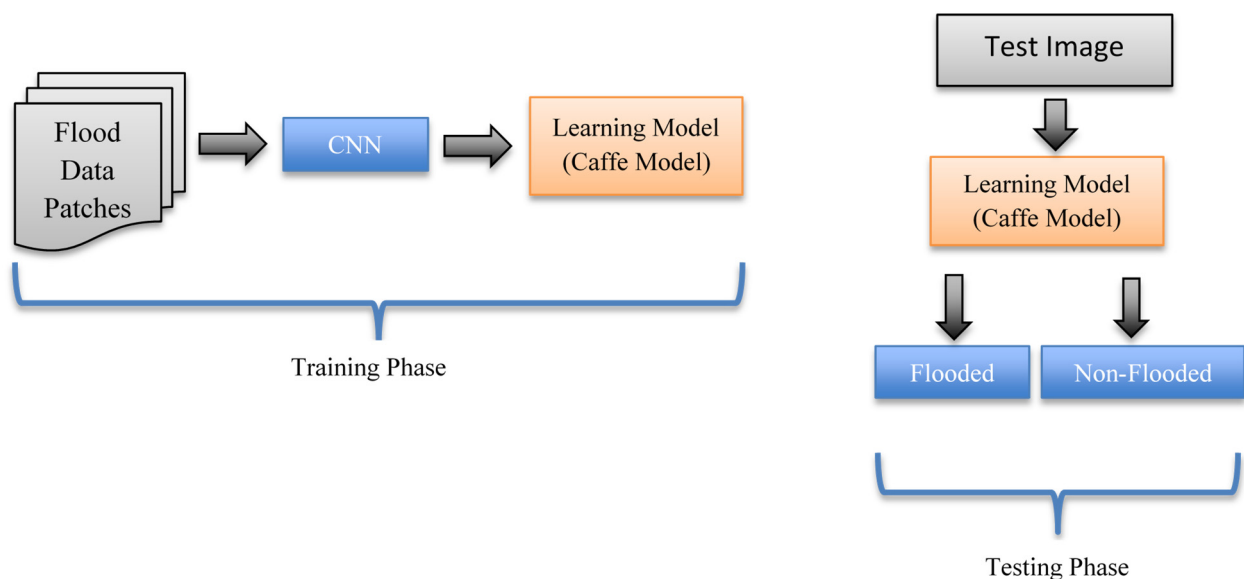 Flood
Data
Patches
CNN
Learning Model
(Caffe Model)
Training Phase
Test Image
Learning Model
(Caffe Model)
Flooded
Non-Flooded
Testing Phase